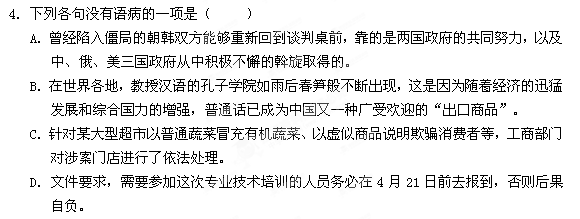 4. 下列各句没有语病的一项是（　　）
A. 曾经陷入僵局的朝韩双方能够重新回到谈判桌前，靠的是两国政府的共同努力，以及
中、俄、美三国政府从中积极不懈的斡旋取得的。
B. 在世界各地，教授汉语的孔子学院如雨后春笋般不断出现，这是因为随着经济的迅猛
发展和综合国力的增强，普通话已成为中国又一种广受欢迎的“出口商品”。
C. 针对某大型超市以普通蔬菜冒充有机蔬菜、以虚似商品说明欺骗消费者等，工商部门
对涉案门店进行了依法处理。
D. 文件要求，需要参加这次专业技术培训的人员务必在 4 月 21 日前去报到，否则后果
自负。